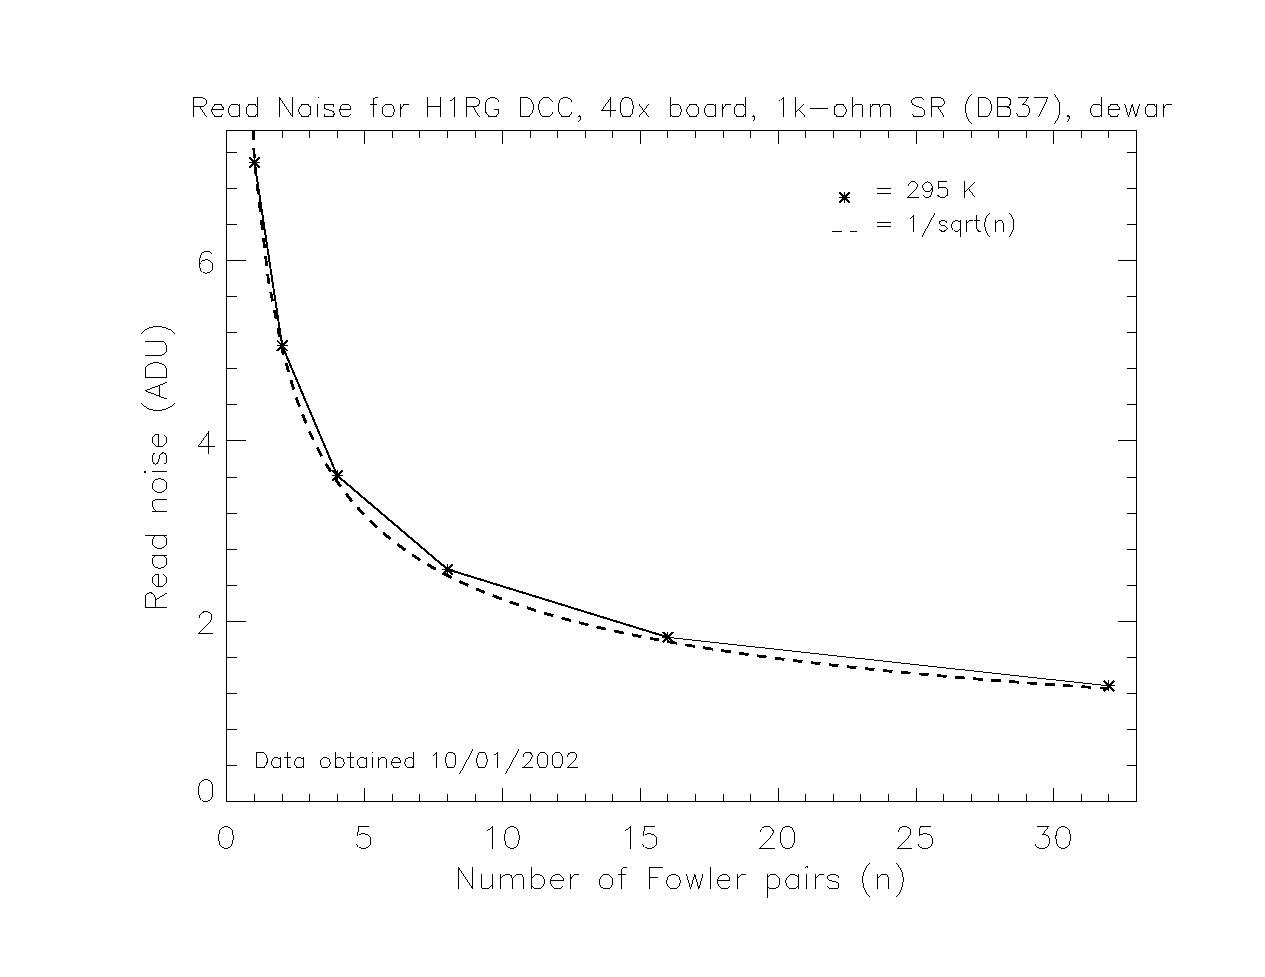 Read Noise for H1RG DCC, 40x board, 1k-ohm SR (DB37), dewar
= 295 K
= 1/sqrt(n)
6
4
2
0
Read noise (ADU)
Data obtained 10/01/2002
0 5 10 15 20 25 30
Number of Fowler pairs (n)